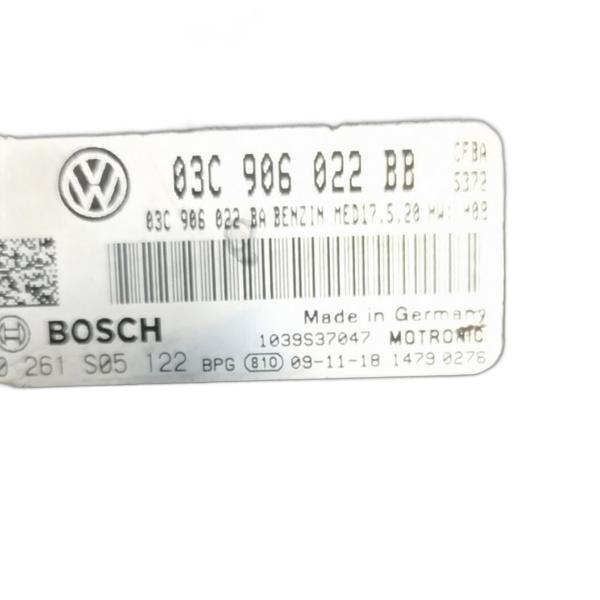 03C 906 022 BB CFBA
S372
03C 906 022 BA BENZIN MED17.5.20 HW: H09
Made in Germany
BOSCH 1039S37047 MOTRONIC
0 261 S05 122 BPG 810 09-11-18 1479 0276